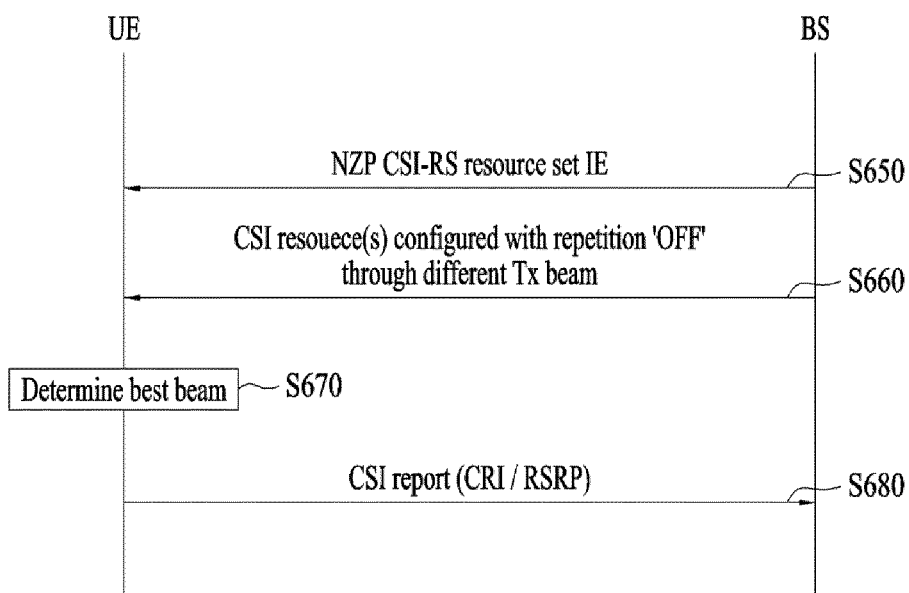 UE
BS
NZP CSI-RS resource set IE
S650
CSI resouece(s) configured with repetition 'OFF'
through different Tx beam
S660
Determine best beam
S670
CSI report (CRI / RSRP)
S680